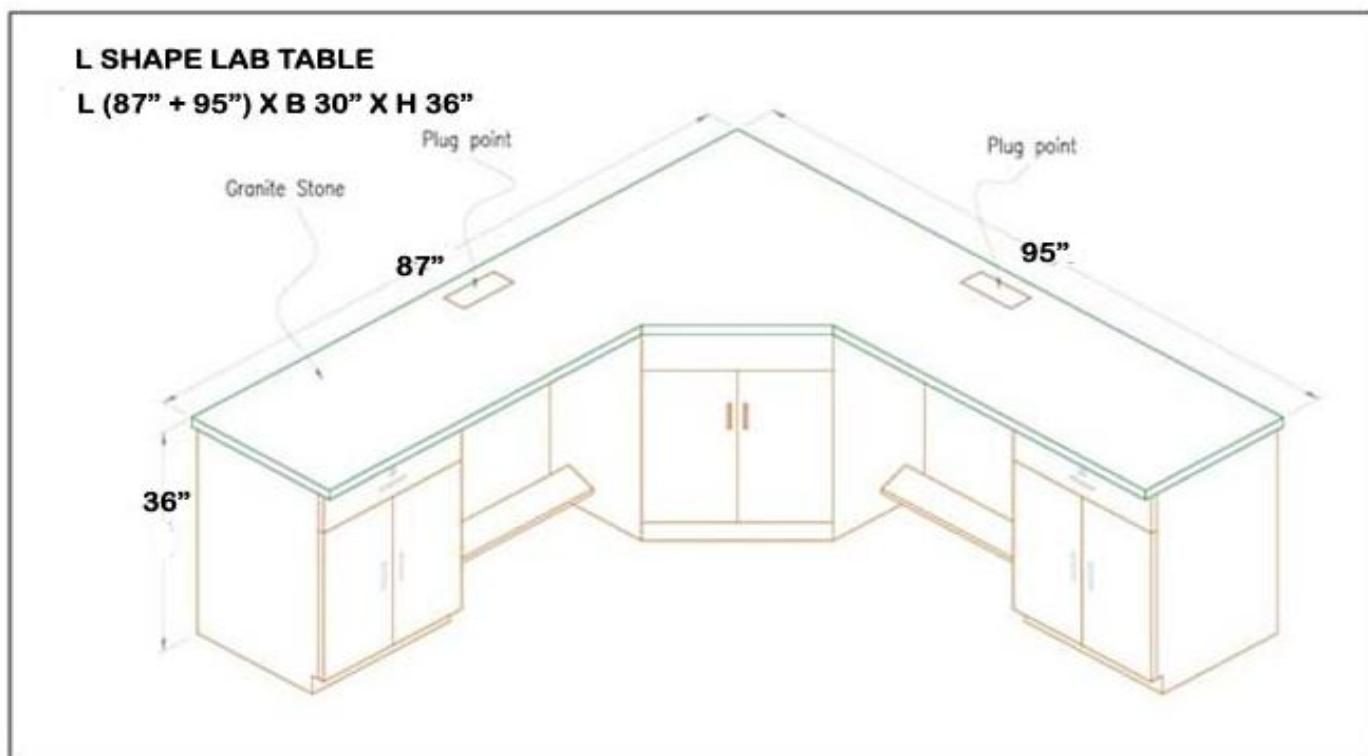 L SHAPE LAB TABLE
L (87” + 95”) X B 30” X H 36”
Plug point
Plug point
Granite Stone
87”
95”
36”